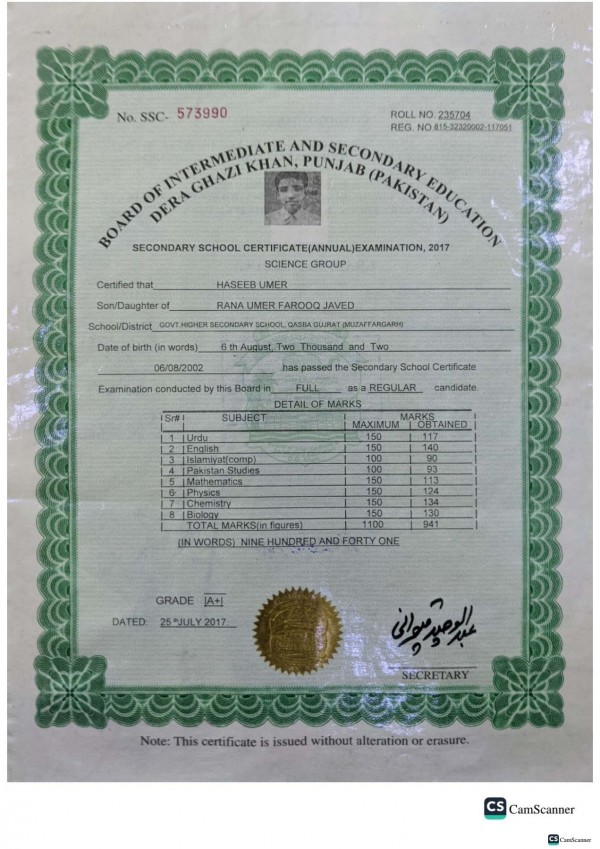 No. SSC- 573990
ROLL NO. 235704
REG. NO 815-32320002-117051
BOARD OF INTERMEDIATE AND SECONDARY EDUCATION
DERA GHAZI KHAN, PUNJAB (PAKISTAN)
SECONDARY SCHOOL CERTIFICATE(ANNUAL)EXAMINATION, 2017
SCIENCE GROUP
Certified that HASEEB UMER
Son/Daughter of RANA UMER FAROOQ JAVED
School/District GOVT.HIGHER SECONDARY SCHOOL, QASBA GUJRAT (MUZAFFARGARH)
Date of birth (in words) 6 th August, Two Thousand and Two
06/08/2002 has passed the Secondary School Certificate
Examination conducted by this Board in FULL as a REGULAR candidate.
DETAIL OF MARKS
Sr# SUBJECT MARKS
MAXIMUM OBTAINED
1 Urdu 150 117
2 English 150 140
3 Islamiyat(comp) 100 90
4 Pakistan Studies 100 93
5 Mathematics 150 113
6 Physics 150 124
7 Chemistry 150 134
8 Biology 150 130
TOTAL MARKS(in figures) 1100 941
(IN WORDS) NINE HUNDRED AND FORTY ONE
GRADE |A+|
DATED: 25 th JULY 2017
SECRETARY
Note: This certificate is issued without alteration or erasure.
CS CamScanner
CS CamScanner